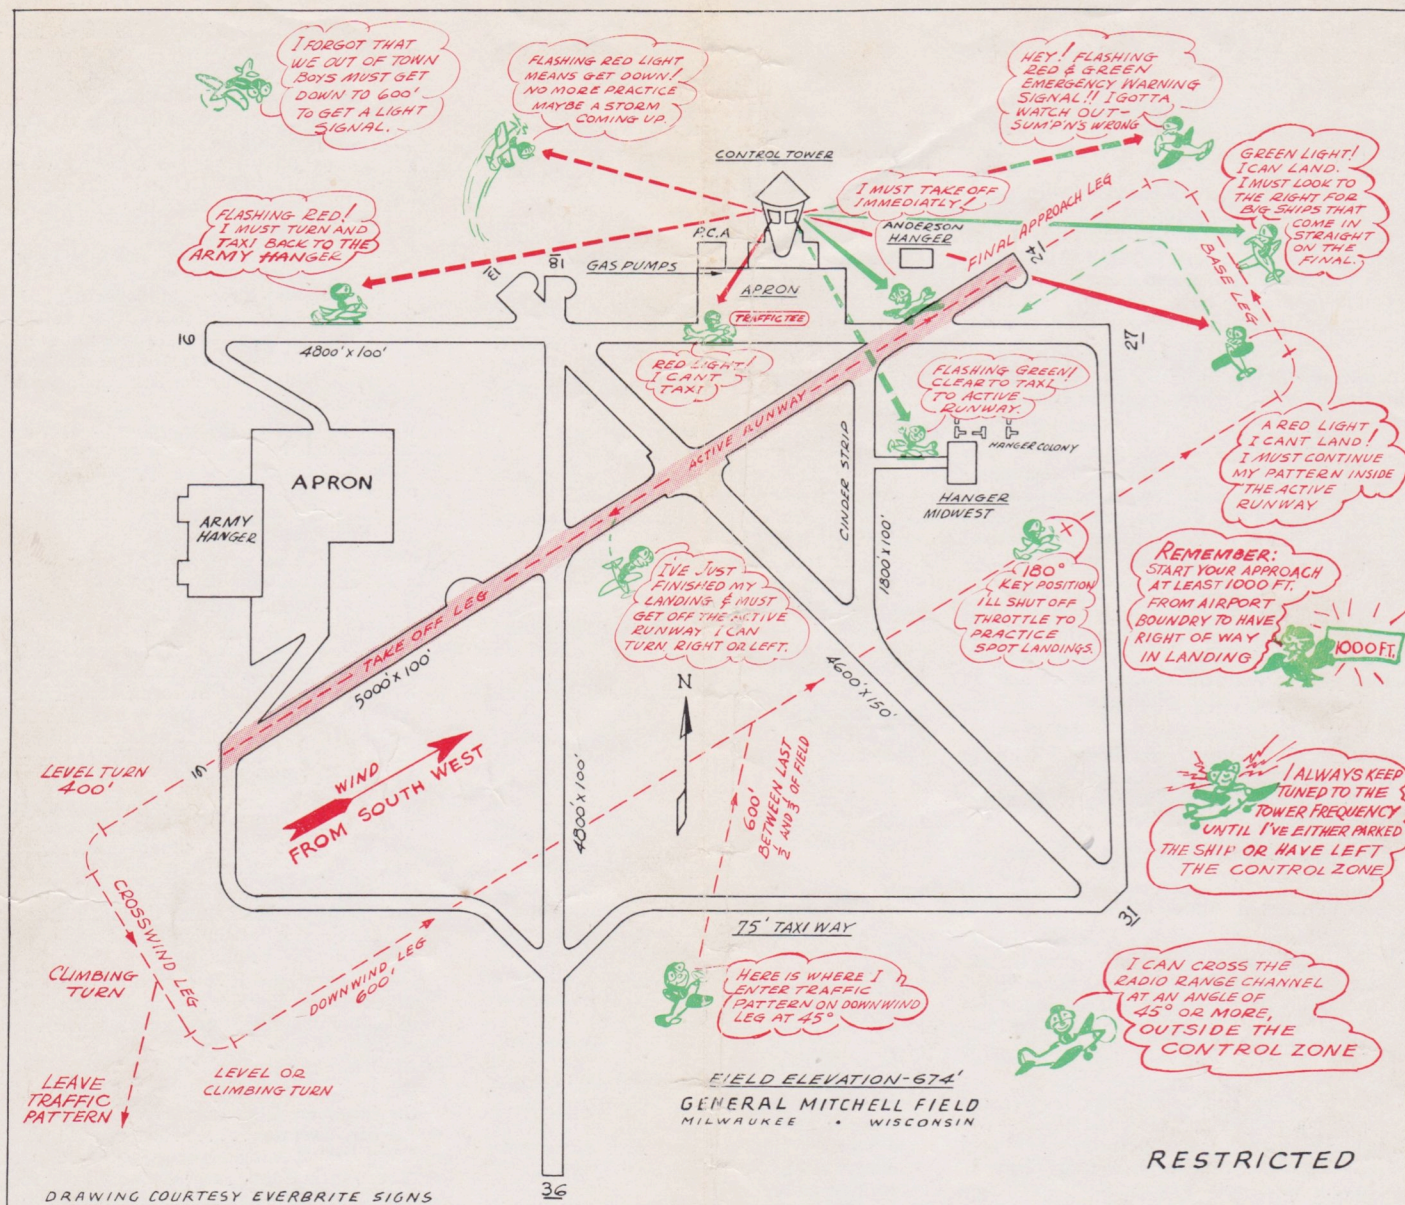 I FORGOT THAT
WE OUT OF TOWN
BOYS MUST GET
DOWN TO 600'
TO GET A LIGHT
SIGNAL.
FLASHING RED LIGHT
MEANS GET DOWN!
NO MORE PRACTICE
MAYBE A STORM
COMING UP.
HEY! FLASHING
RED & GREEN
EMERGENCY WARNING
SIGNAL!! I GOTTA
WATCH OUT-
SUM'P'N'S WRONG
GREEN LIGHT!
I CAN LAND.
I MUST LOOK TO
THE RIGHT FOR
BIG SHIPS THAT
COME IN
STRAIGHT
ON THE
FINAL.
CONTROL TOWER
I MUST TAKE OFF
IMMEDIATLY!
FLASHING RED!
I MUST TURN AND
TAXI BACK TO THE
ARMY HANGER
P.C.A
ANDERSON
HANGER
FINAL APPROACH LEG
24
BASE LEG
13
18
GAS PUMPS
APRON
TRAFFIC TEE
16
4800' X 100'
27
RED LIGHT!
I CANT
TAXI
FLASHING GREEN!
CLEAR TO TAXI
TO ACTIVE
RUNWAY.
HANGER COLONY
ACTIVE RUNWAY
CINDER STRIP
HANGER
MIDWEST
1800' X 100'
A RED LIGHT
I CANT LAND!
I MUST CONTINUE
MY PATTERN INSIDE
THE ACTIVE
RUNWAY
APRON
ARMY
HANGER
X
180°
KEY POSITION
I'LL SHUT OFF
THROTTLE TO
PRACTICE
SPOT LANDINGS.
REMEMBER:
START YOUR APPROACH
AT LEAST 1000 FT.
FROM AIRPORT
BOUNDRY TO HAVE
RIGHT OF WAY
IN LANDING
1000 FT.
I'VE JUST
FINISHED MY
LANDING & MUST
GET OFF THE ACTIVE
RUNWAY I CAN
TURN RIGHT OR LEFT.
TAKE OFF LEG
5000' X 100'
4600' X 150'
N
LEVEL TURN
400'
WIND
FROM SOUTH WEST
4800' X 100'
600'
BETWEEN LAST
1/2 AND 1/3 OF FIELD
I ALWAYS KEEP
TUNED TO THE
TOWER FREQUENCY
UNTIL I'VE EITHER PARKED
THE SHIP OR HAVE LEFT
THE CONTROL ZONE
CROSSWIND LEG
CLIMBING
TURN
DOWNWIND LEG
600'
75' TAXI WAY
31
HERE IS WHERE I
ENTER TRAFFIC
PATTERN ON DOWNWIND
LEG AT 45°
I CAN CROSS THE
RADIO RANGE CHANNEL
AT AN ANGLE OF
45° OR MORE,
OUTSIDE THE
CONTROL ZONE
LEAVE
TRAFFIC
PATTERN
LEVEL OR
CLIMBING TURN
FIELD ELEVATION-674'
GENERAL MITCHELL FIELD
MILWAUKEE • WISCONSIN
RESTRICTED
36
DRAWING COURTESY EVERBRITE SIGNS